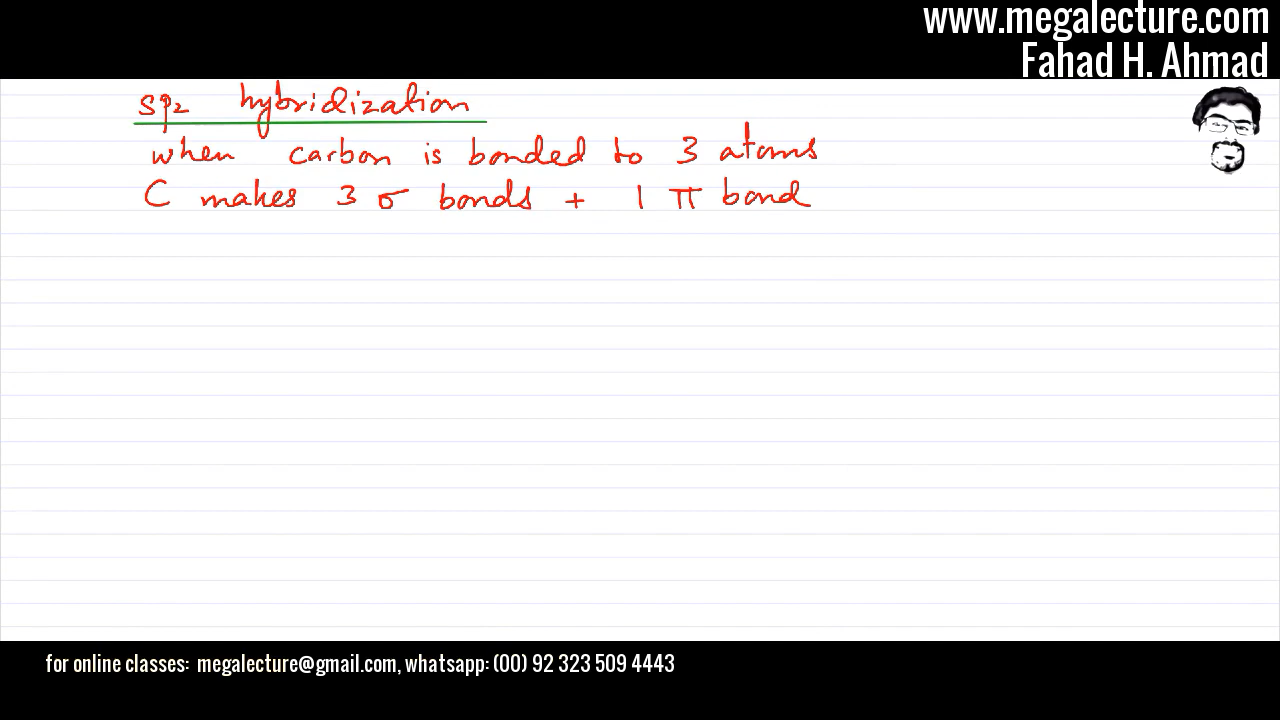 www.megalecture.com
Fahad H. Ahmad
sp2 hybridization
when carbon is bonded to 3 atoms
C makes 3 σ bonds + 1 π bond
for online classes: megalecture@gmail.com, whatsapp: (00) 92 323 509 4443